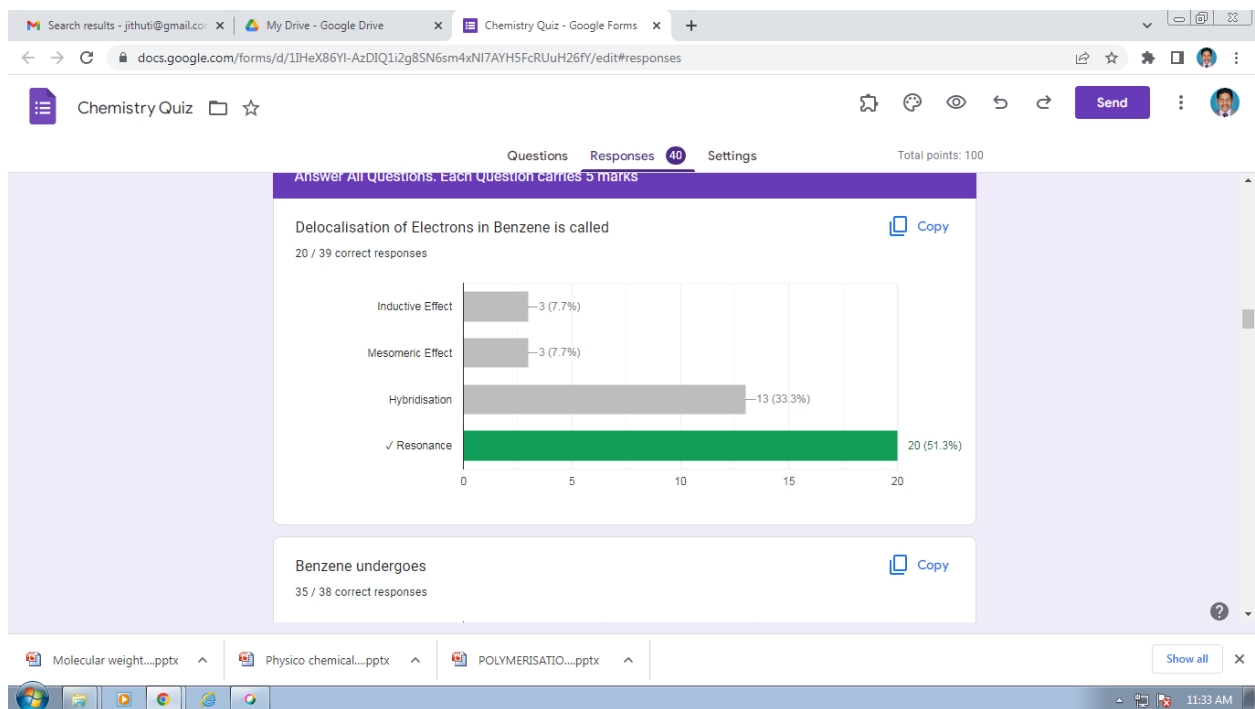 Search results - jithuti@gmail.cor
My Drive - Google Drive
Chemistry Quiz - Google Forms
docs.google.com/forms/d/1IHeX86Yl-AzDIQ1i2g8SN6sm4xNI7AYH5FcRUuH26fY/edit#responses
Chemistry Quiz
Send
Questions Responses 40 Settings Total points: 100
Answer All Questions. Each Question carries 5 marks
Delocalisation of Electrons in Benzene is called
Copy
20 / 39 correct responses
Inductive Effect 3 (7.7%)
Mesomeric Effect 3 (7.7%)
Hybridisation 13 (33.3%)
✓ Resonance 20 (51.3%)
0 5 10 15 20
Benzene undergoes
Copy
35 / 38 correct responses
Molecular weight....pptx
Physico chemical....pptx
POLYMERISATIO....pptx
Show all
11:33 AM